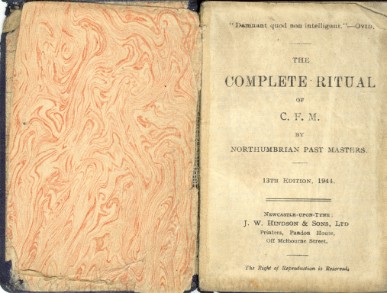 "Damnant quod non intelligunt."—OVID.
THE
COMPLETE RITUAL
OF
C. F. M.
BY
NORTHUMBRIAN PAST MASTERS.
13TH EDITION, 1944.
NEWCASTLE-UPON-TYNE:
J. W. HINDSON & SONS, LTD
Printers, Pandon House,
Off Melbourne Street.
The Right of Reproduction is Reserved.